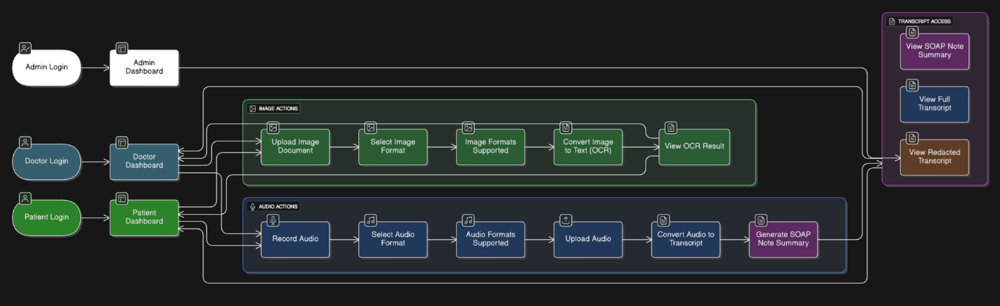 TRANSCRIPT ACCESS
View SOAP Note
Summary
View Full
Transcript
View Redacted
Transcript
Admin Login
Admin
Dashboard
Doctor Login
Doctor
Dashboard
Patient Login
Patient
Dashboard
IMAGE ACTIONS
Upload Image
Document
Select Image
Format
Image Formats
Supported
Convert Image
to Text (OCR)
View OCR Result
AUDIO ACTIONS
Record Audio
Select Audio
Format
Audio Formats
Supported
Upload Audio
Convert Audio to
Transcript
Generate SOAP
Note Summary